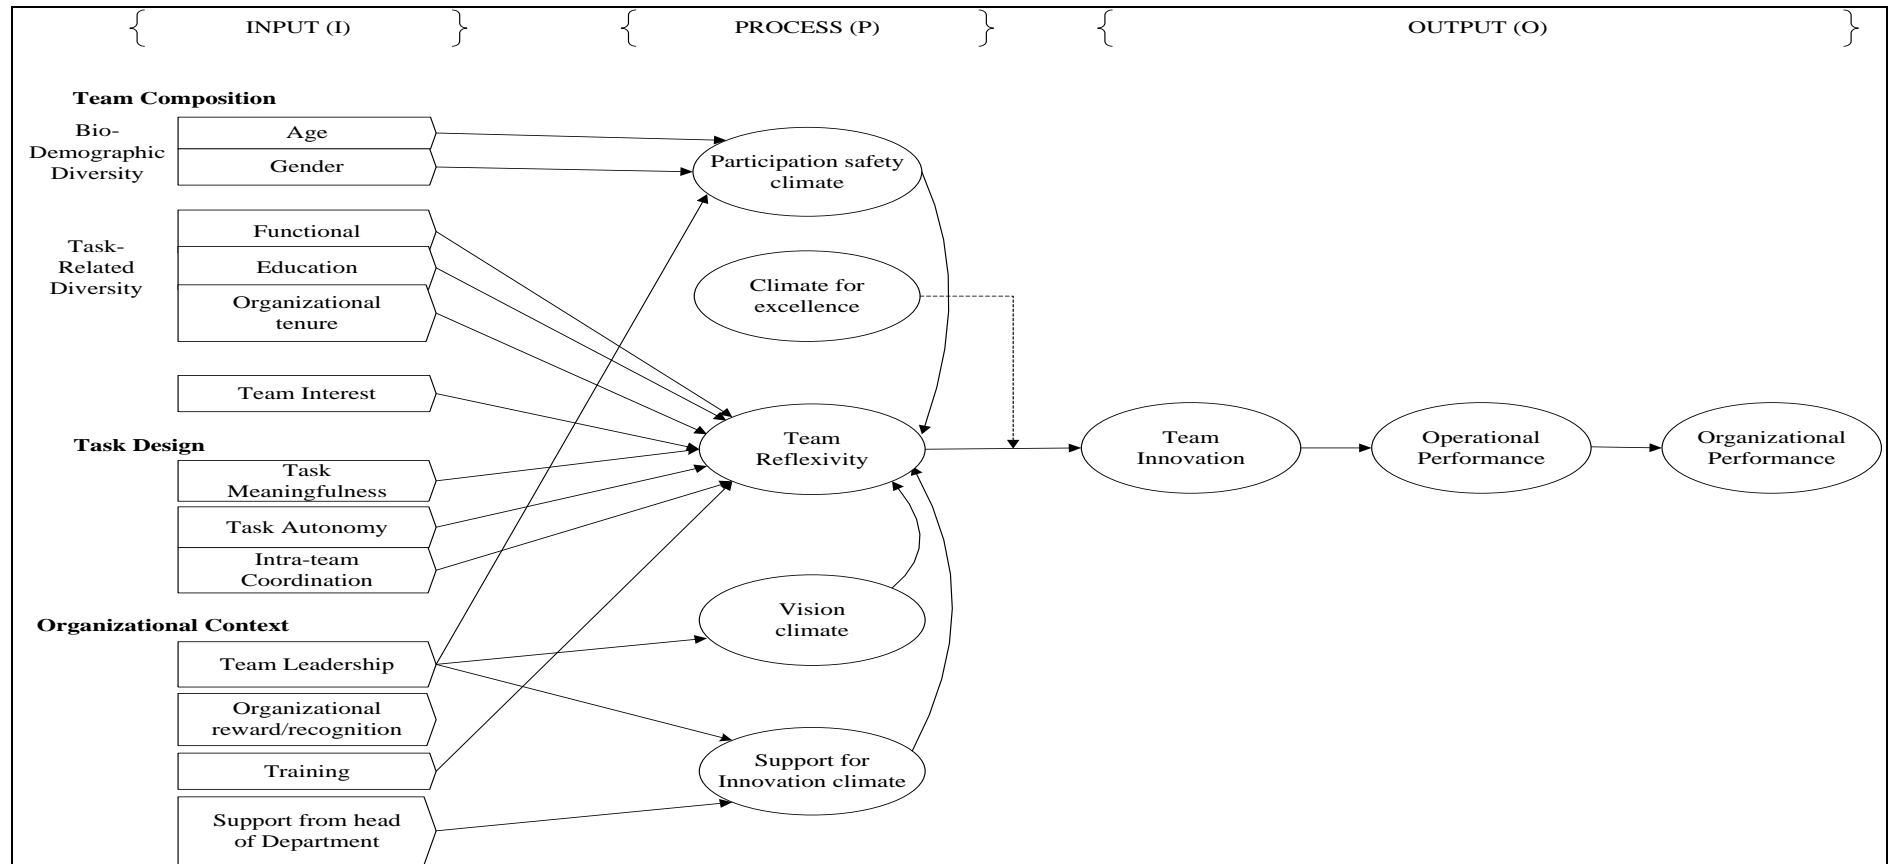 INPUT (I)
PROCESS (P)
OUTPUT (O)
Team Composition
Bio-
Demographic
Diversity
Age
Gender
Task-
Related
Diversity
Functional
Education
Organizational
tenure
Team Interest
Task Design
Task
Meaningfulness
Task Autonomy
Intra-team
Coordination
Organizational Context
Team Leadership
Organizational
reward/recognition
Training
Support from head
of Department
Participation safety
climate
Climate for
excellence
Team
Reflexivity
Vision
climate
Support for
Innovation climate
Team
Innovation
Operational
Performance
Organizational
Performance